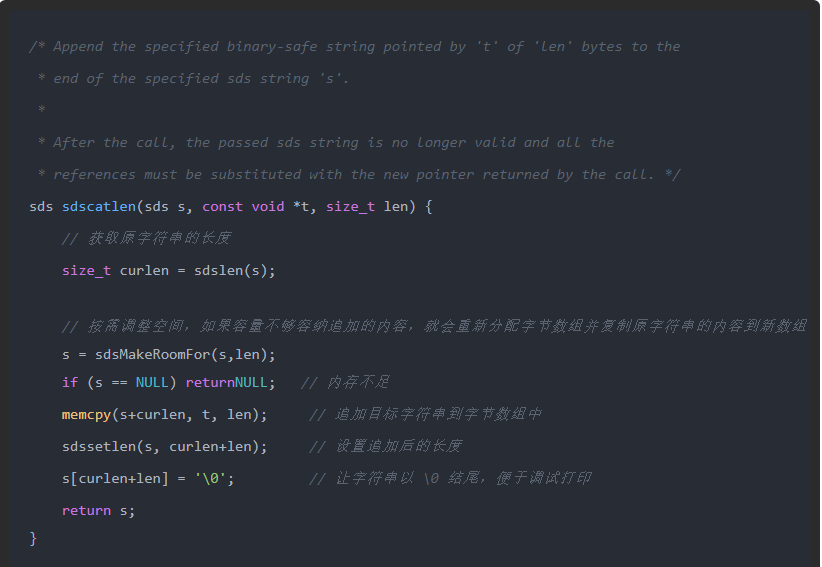 /* Append the specified binary-safe string pointed by 't' of 'len' bytes to the
 * end of the specified sds string 's'.
 *
 * After the call, the passed sds string is no longer valid and all the
 * references must be substituted with the new pointer returned by the call. */
sds sdscatlen(sds s, const void *t, size_t len) {
    // 获取原字符串的长度
    size_t curlen = sdslen(s);

    // 按需调整空间，如果容量不够容纳追加的内容，就会重新分配字节数组并复制原字符串的内容到新数组
    s = sdsMakeRoomFor(s,len);
    if (s == NULL) returnNULL;   // 内存不足
    memcpy(s+curlen, t, len);     // 追加目标字符串到字节数组中
    sdssetlen(s, curlen+len);     // 设置追加后的长度
    s[curlen+len] = '\0';         // 让字符串以 \0 结尾，便于调试打印
    return s;
}